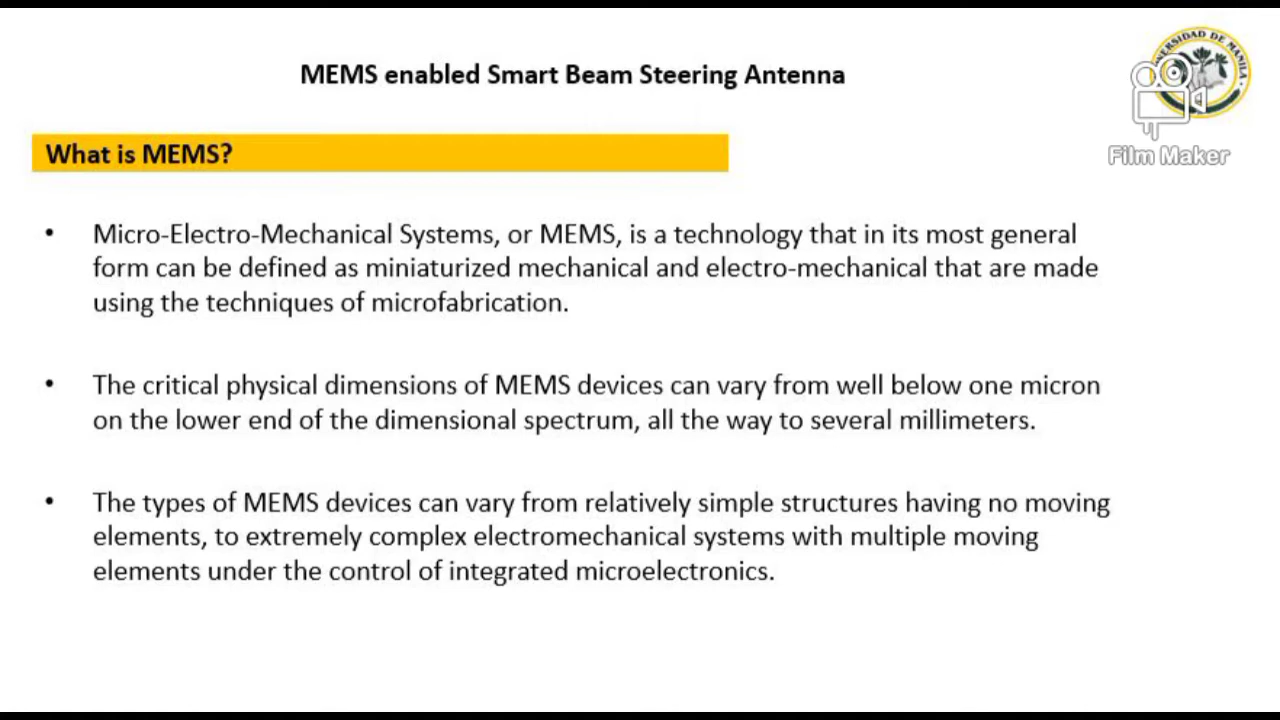 MEMS enabled Smart Beam Steering Antenna
What is MEMS?
• Micro-Electro-Mechanical Systems, or MEMS, is a technology that in its most general
form can be defined as miniaturized mechanical and electro-mechanical that are made
using the techniques of microfabrication.
• The critical physical dimensions of MEMS devices can vary from well below one micron
on the lower end of the dimensional spectrum, all the way to several millimeters.
• The types of MEMS devices can vary from relatively simple structures having no moving
elements, to extremely complex electromechanical systems with multiple moving
elements under the control of integrated microelectronics.
DE MANILA
Film Maker